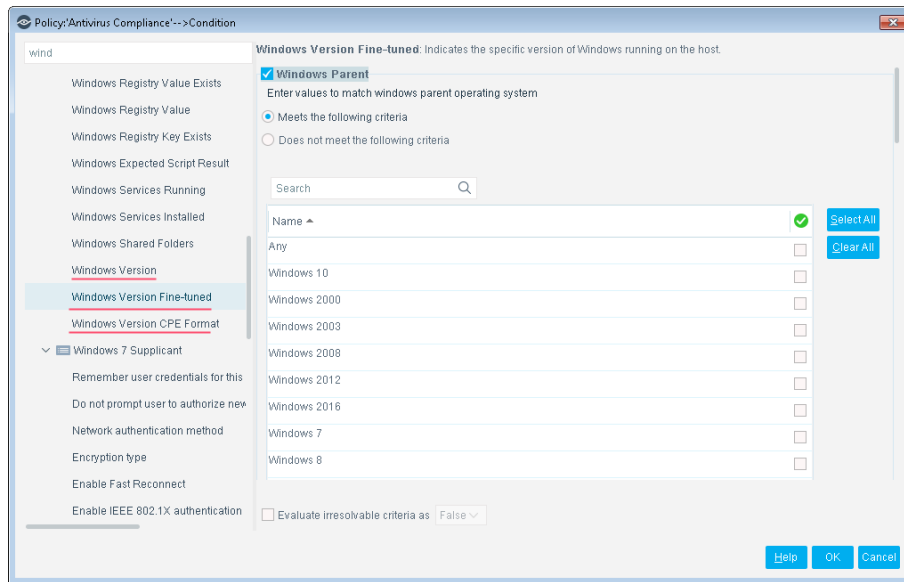 Policy:'Antivirus Compliance'-->Condition
wind
Windows Registry Value Exists
Windows Registry Value
Windows Registry Key Exists
Windows Expected Script Result
Windows Services Running
Windows Services Installed
Windows Shared Folders
Windows Version
Windows Version Fine-tuned
Windows Version CPE Format
Windows 7 Supplicant
Remember user credentials for this
Do not prompt user to authorize new
Network authentication method
Encryption type
Enable Fast Reconnect
Enable IEEE 802.1X authentication
Windows Version Fine-tuned: Indicates the specific version of Windows running on the host.
Windows Parent
Enter values to match windows parent operating system
Meets the following criteria
Does not meet the following criteria
Search
Name
Any
Windows 10
Windows 2000
Windows 2003
Windows 2008
Windows 2012
Windows 2016
Windows 7
Windows 8
Select All
Clear All
Evaluate irresolvable criteria as False
Help OK Cancel